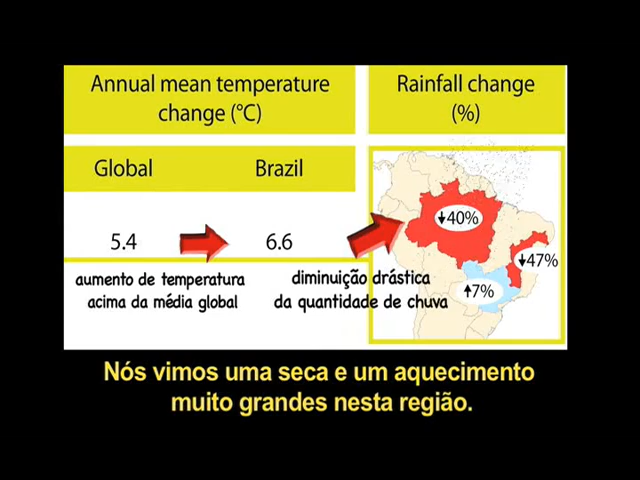 Annual mean temperature
change (°C)
Rainfall change
(%)
Global
Brazil
5.4
6.6
aumento de temperatura
acima da média global
diminuição drástica
da quantidade de chuva
40%
47%
7%
Nós vimos uma seca e um aquecimento
muito grandes nesta região.